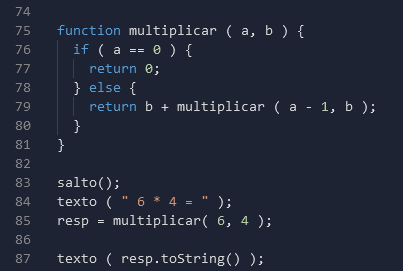 74
75 function multiplicar ( a, b ) {
76 if ( a == 0 ) {
77 return 0;
78 } else {
79 return b + multiplicar ( a - 1, b );
80 }
81 }
82
83 salto();
84 texto ( " 6 * 4 = " );
85 resp = multiplicar( 6, 4 );
86
87 texto ( resp.toString() );